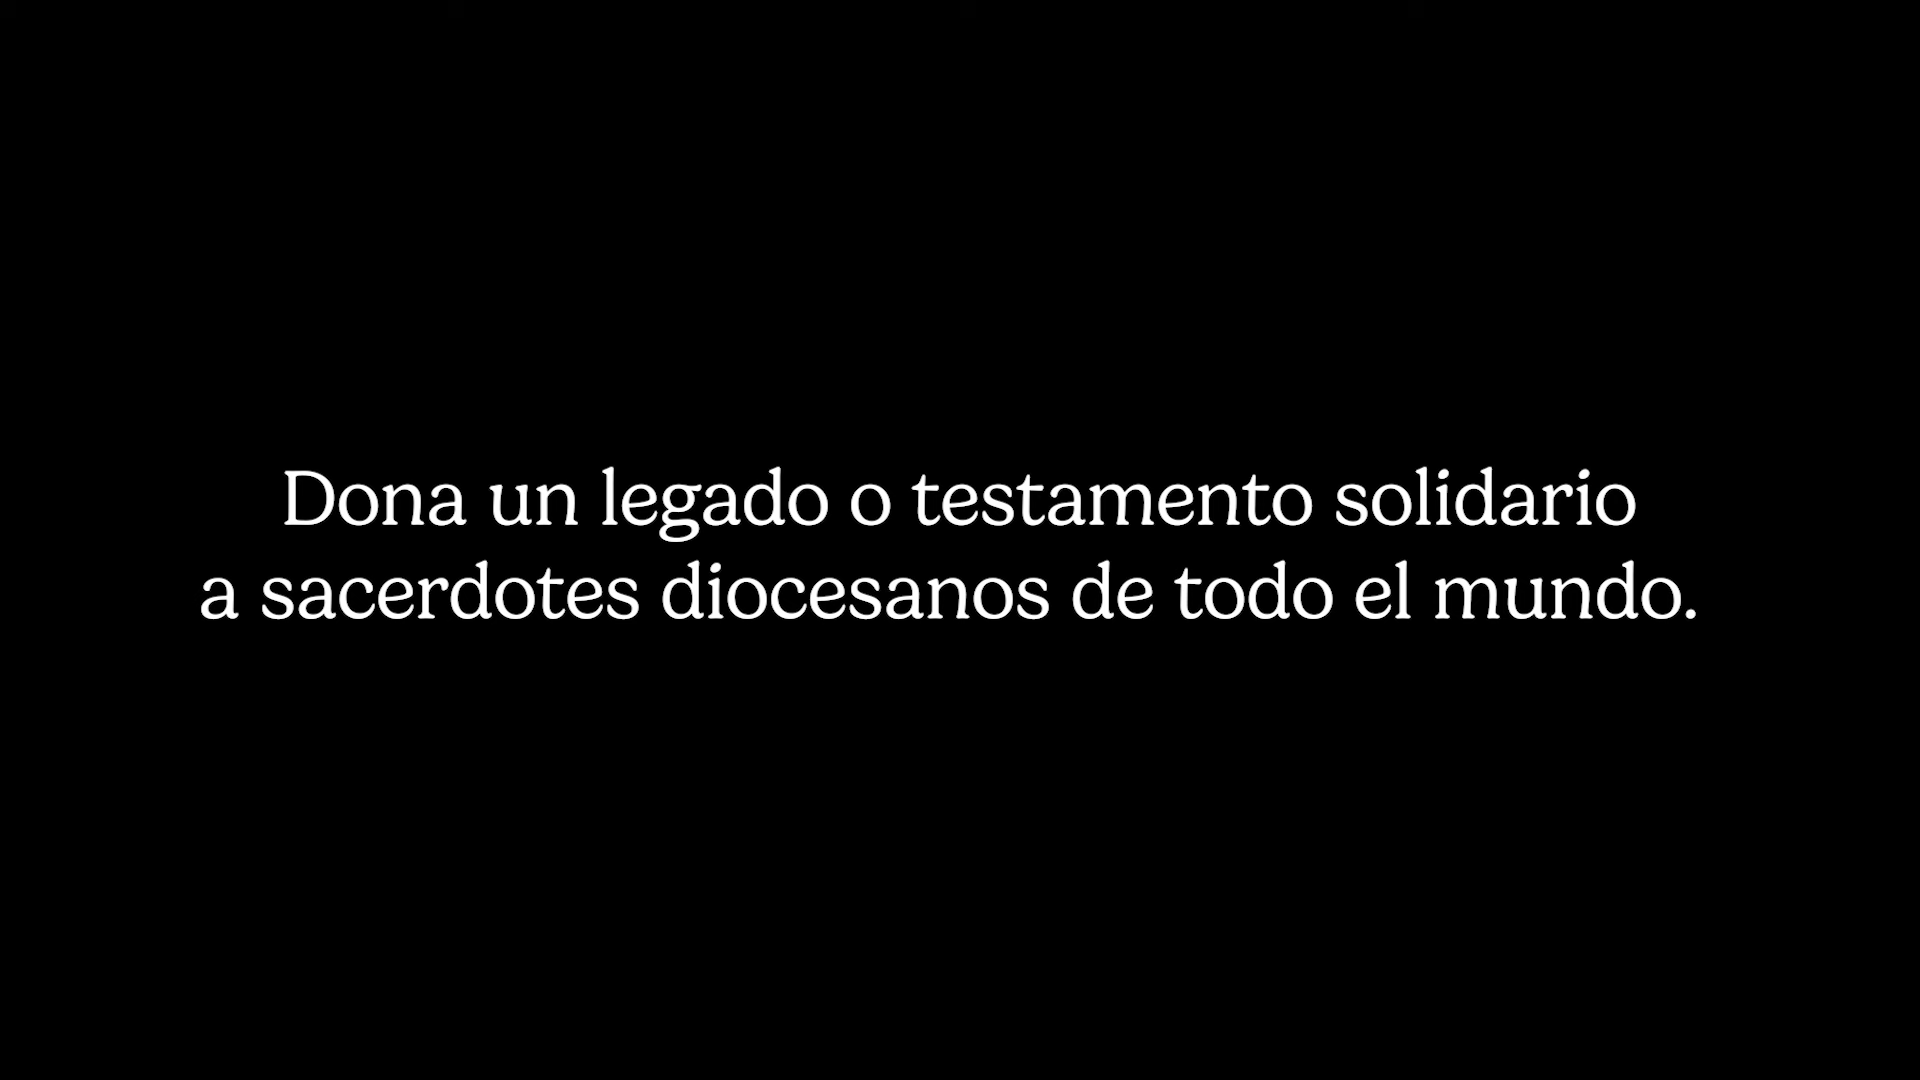 Dona un legado o testamento solidario
a sacerdotes diocesanos de todo el mundo.